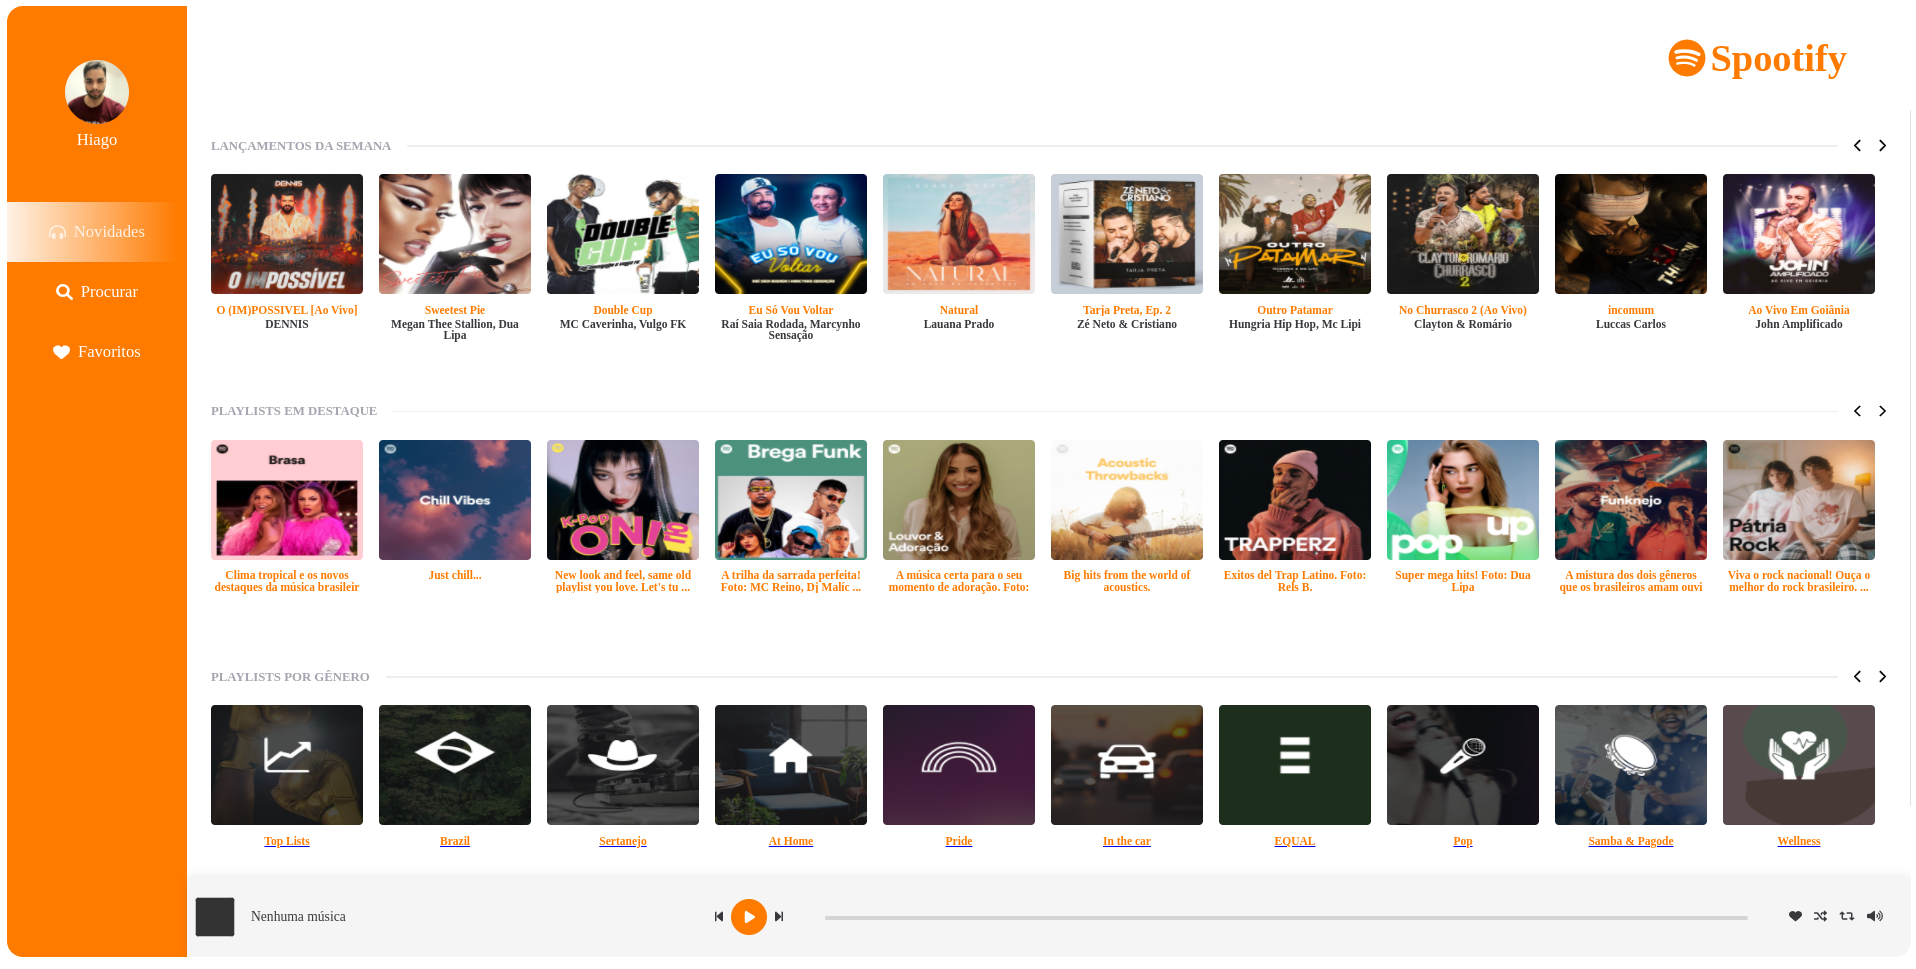 Spootify
Hiago
Novidades
Procurar
Favoritos
LANÇAMENTOS DA SEMANA
DENNIS
O IMPOSSÍVEL
Sweetest Pie
DOUBLE
CUP
EU SÓ VOU
Voltar
NATURAL
ZÉ NETO &
CRISTIANO
TARJA PRETA
OUTRO
PATAMAR
CLAYTON ROMÁRIO
CHURRASCO
2
JOHN
AMPLIFICADO
AO VIVO EM GOIÂNIA
O (IM)POSSIVEL [Ao Vivo]
DENNIS
Sweetest Pie
Megan Thee Stallion, Dua
Lipa
Double Cup
MC Caverinha, Vulgo FK
Eu Só Vou Voltar
Raí Saia Rodada, Marcynho
Sensação
Natural
Lauana Prado
Tarja Preta, Ep. 2
Zé Neto & Cristiano
Outro Patamar
Hungria Hip Hop, Mc Lipi
No Churrasco 2 (Ao Vivo)
Clayton & Romário
incomum
Luccas Carlos
Ao Vivo Em Goiânia
John Amplificado
PLAYLISTS EM DESTAQUE
Brasa
Chill Vibes
K-POP
ON!
Brega Funk
Louvor &
Adoração
Acoustic
Throwbacks
TRAPPERZ
pop
up
Funknejo
Pátria
Rock
Clima tropical e os novos
destaques da música brasileir
Just chill...
New look and feel, same old
playlist you love. Let's tu ...
A trilha da sarrada perfeita!
Foto: MC Reino, Dj Malíc ...
A música certa para o seu
momento de adoração. Foto:
Big hits from the world of
acoustics.
Exitos del Trap Latino. Foto:
Rels B.
Super mega hits! Foto: Dua
Lipa
A mistura dos dois gêneros
que os brasileiros amam ouvi
Viva o rock nacional! Ouça o
melhor do rock brasileiro. ...
PLAYLISTS POR GÊNERO
Top Lists
Brazil
Sertanejo
At Home
Pride
In the car
EQUAL
Pop
Samba & Pagode
Wellness
Nenhuma música